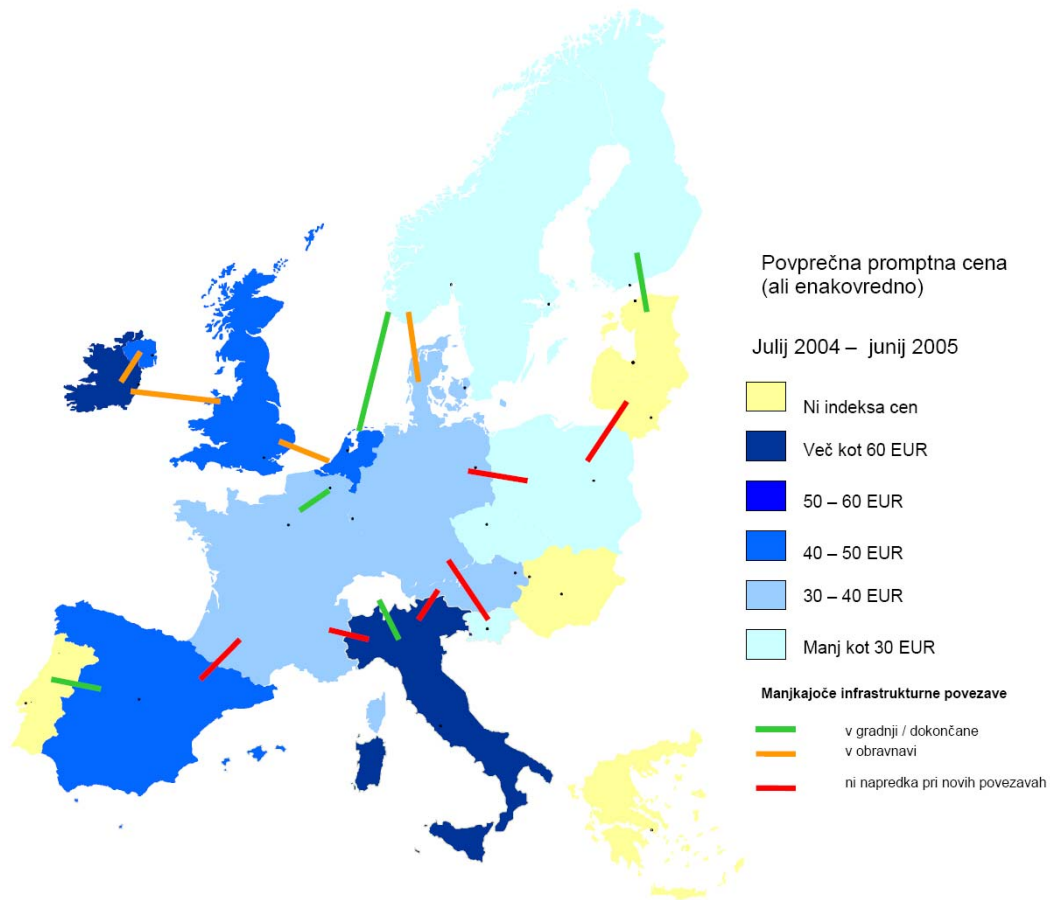 Povprečna promptna cena
(ali enakovredno)
Julij 2004 – junij 2005
Ni indeksa cen
Več kot 60 EUR
50 – 60 EUR
40 – 50 EUR
30 – 40 EUR
Manj kot 30 EUR
Manjkajoče infrastrukturne povezave
v gradnji / dokončane
v obravnavi
ni napredka pri novih povezavah